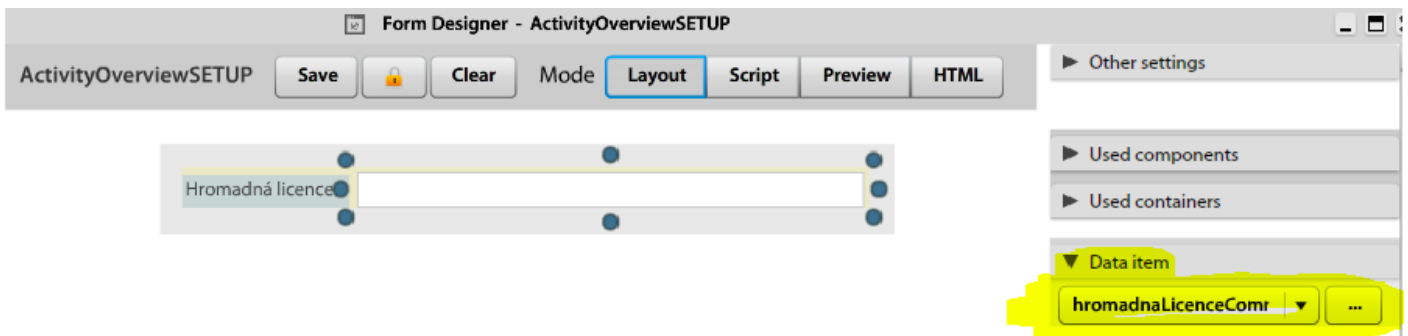 Form Designer - ActivityOverviewSETUP
ActivityOverviewSETUP Save Clear Mode Layout Script Preview HTML
Other settings
Used components
Hromadná licence
Used containers
Data item
hromadnaLicenceComr ...